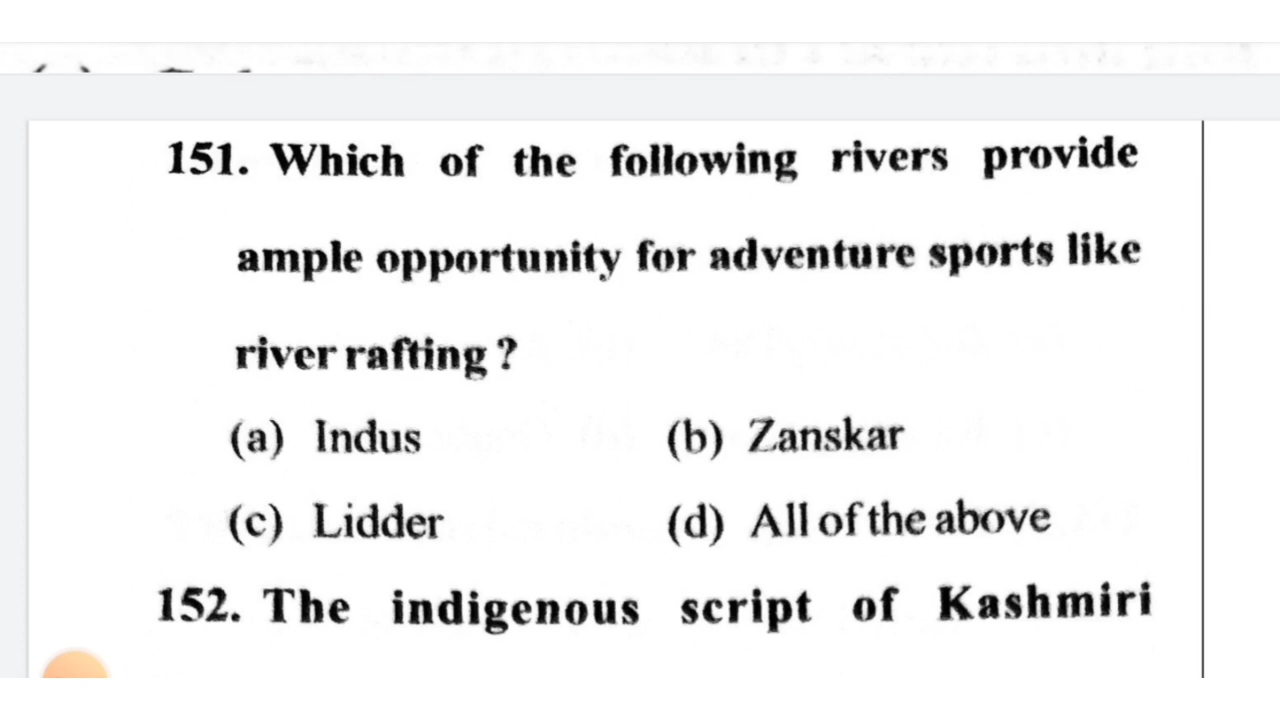 151. Which of the following rivers provide
ample opportunity for adventure sports like
river rafting ?
(a) Indus (b) Zanskar
(c) Lidder (d) All of the above
152. The indigenous script of Kashmiri